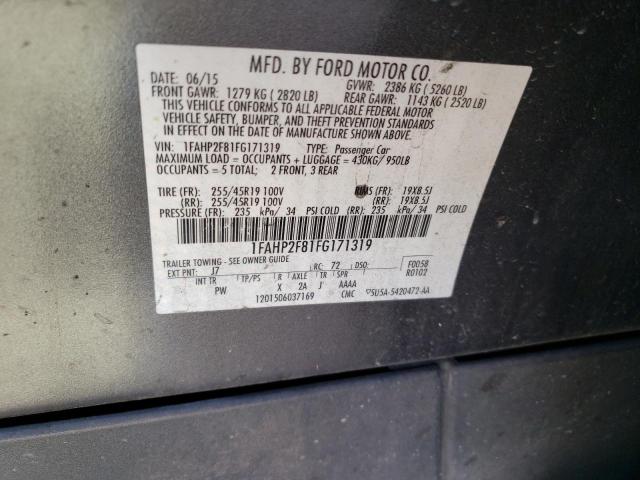 MFD. BY FORD MOTOR CO.
DATE: 06/15 GVWR: 2386 KG ( 5260 LB)
FRONT GAWR: 1279 KG ( 2820 LB) REAR GAWR: 1143 KG ( 2520 LB)
THIS VEHICLE CONFORMS TO ALL APPLICABLE FEDERAL MOTOR
VEHICLE SAFETY, BUMPER, AND THEFT PREVENTION STANDARDS
IN EFFECT ON THE DATE OF MANUFACTURE SHOWN ABOVE.
VIN: 1FAHP2F81FG171319 TYPE: Passenger Car
MAXIMUM LOAD = OCCUPANTS + LUGGAGE = 430KG/ 950LB
OCCUPANTS = 5 TOTAL: 2 FRONT, 3 REAR
TIRE (FR): 255/45R19 100V RIMS (FR): 19X8.5J
(RR): 255/45R19 100V (RR): 19X8.5J
PRESSURE (FR): 235 kPa/ 34 PSI COLD (RR): 235 kPa/ 34 PSI COLD
1FAHP2F81FG171319
TRAILER TOWING - SEE OWNER GUIDE F0058
EXT PNT: J7 RC: 72 DSO: R0102
INT TR TP/PS R AXLE TR SPR
PW X 2A J AAAA
1201506037169 CMC 5U5A-5420472-AA